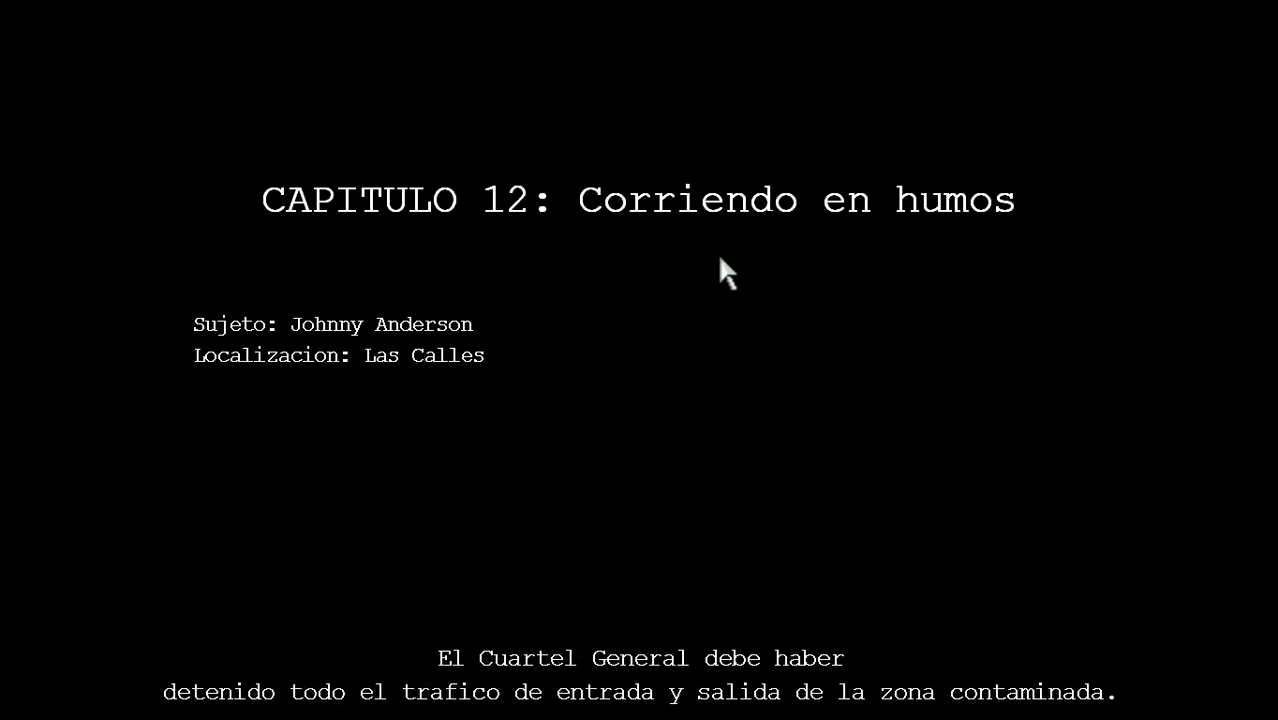 CAPITULO 12: Corriendo en humos
Sujeto: Johnny Anderson
Localizacion: Las Calles
El Cuartel General debe haber
detenido todo el trafico de entrada y salida de la zona contaminada.